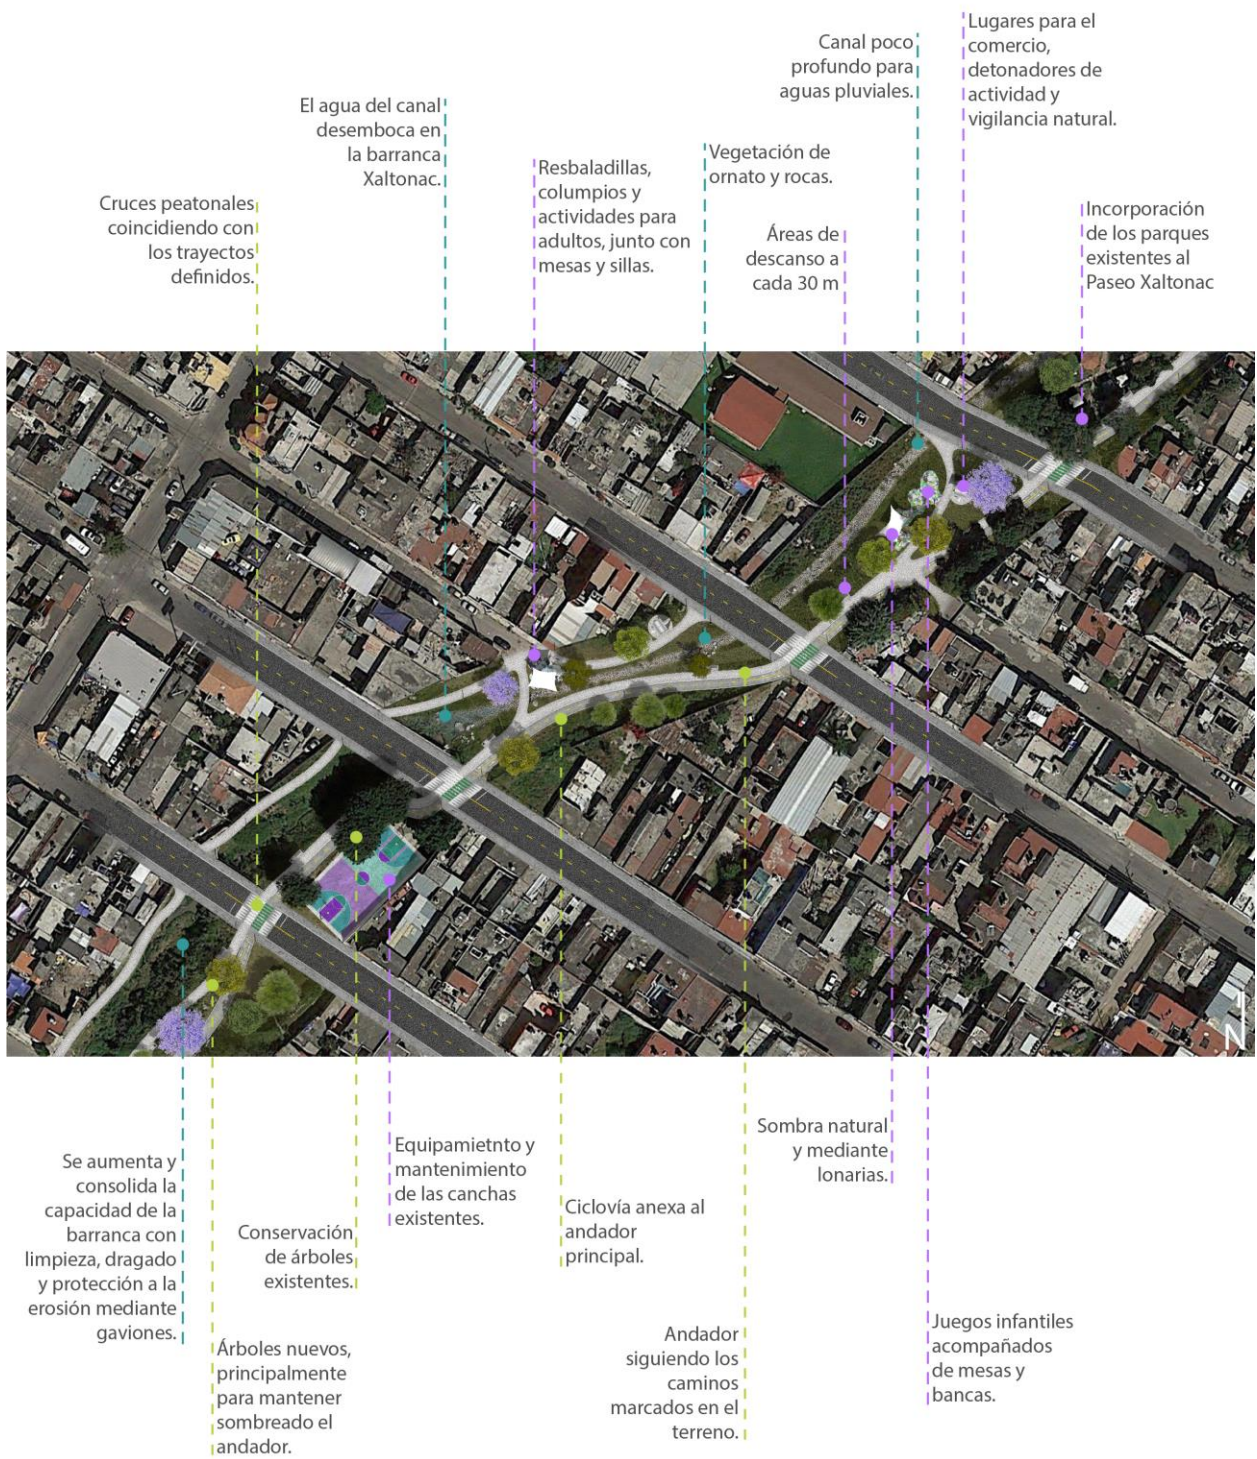 Lugares para el
comercio,
detonadores de
actividad y
vigilancia natural.
Canal poco
profundo para
aguas pluviales.
El agua del canal
desemboca en
la barranca
Xaltonac.
Vegetación de
ornato y rocas.
Resbaladillas,
columpios y
actividades para
adultos, junto con
mesas y sillas.
Cruces peatonales
coincidiendo con
los trayectos
definidos.
Áreas de
descanso a
cada 30 m
Incorporación
de los parques
existentes al
Paseo Xaltonac
N
Se aumenta y
consolida la
capacidad de la
barranca con
limpieza, dragado
y protección a la
erosión mediante
gaviones.
Árboles nuevos,
principalmente
para mantener
sombreado el
andador.
Conservación
de árboles
existentes.
Equipamietnto y
mantenimiento
de las canchas
existentes.
Ciclovía anexa al
andador
principal.
Andador
siguiendo los
caminos
marcados en el
terreno.
Sombra natural
y mediante
lonarias.
Juegos infantiles
acompañados
de mesas y
bancas.